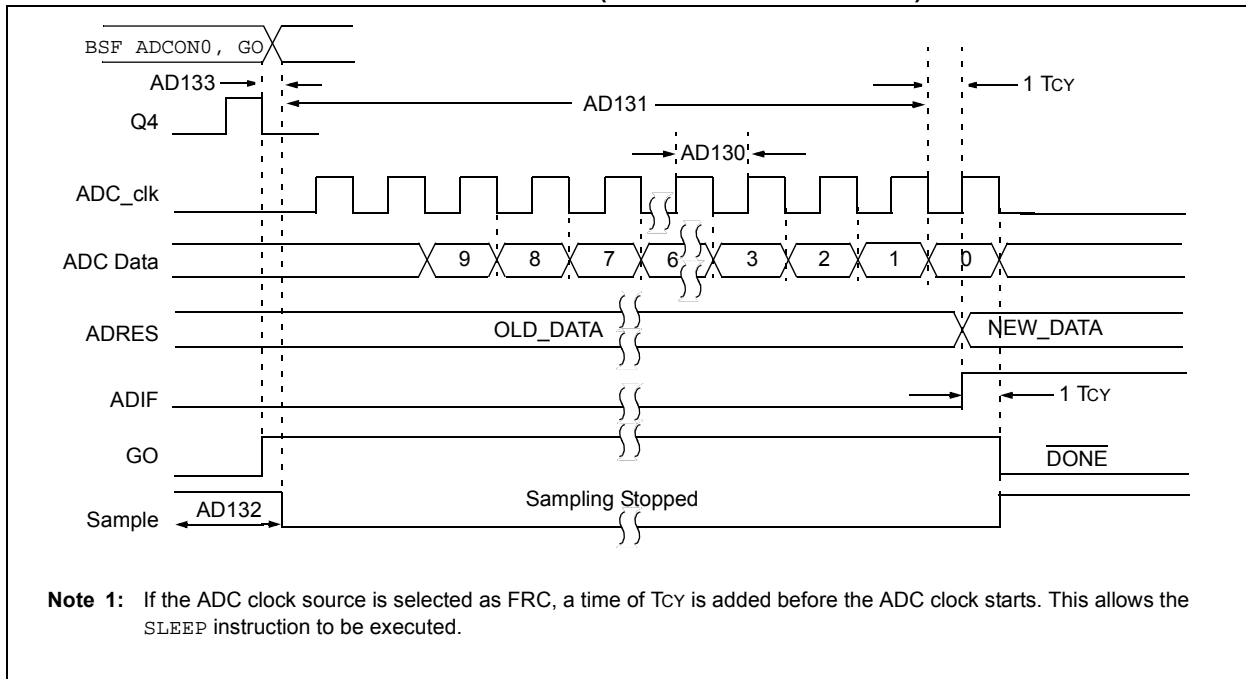 BSF ADCON0, GO
AD133
1 TCY
AD131
Q4
AD130
ADC_clk
ADC Data 9 8 7 6 3 2 1 0
ADRES OLD_DATA NEW_DATA
ADIF 1 TCY
GO DONE
Sample AD132 Sampling Stopped
Note 1: If the ADC clock source is selected as FRC, a time of TCY is added before the ADC clock starts. This allows the
SLEEP instruction to be executed.